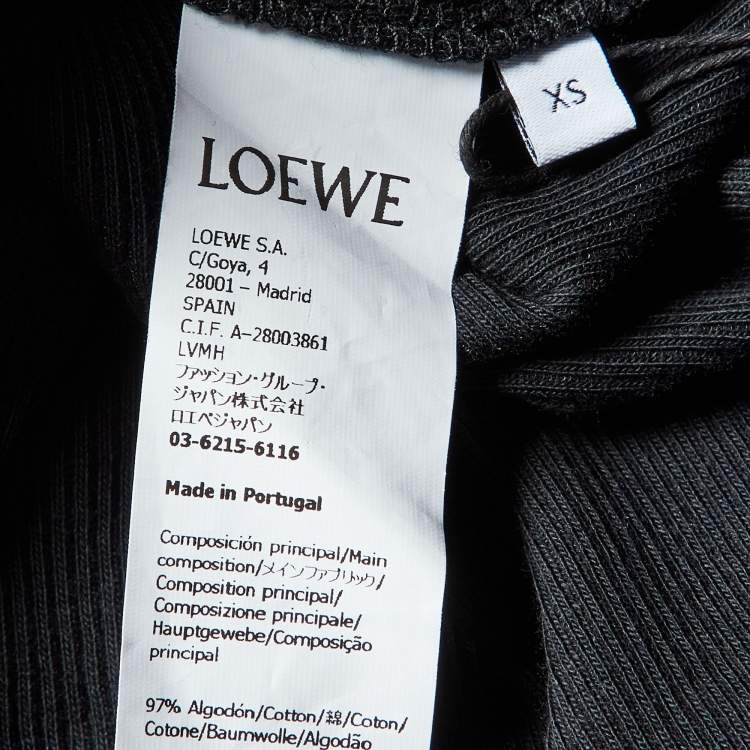 XS
LOEWE
LOEWE S.A.
C/Goya, 4
28001 – Madrid
SPAIN
C.I.F. A-28003861
LVMH
ファッション・グループ・
ジャパン株式会社
ロエベジャパン
03-6215-6116
Made in Portugal
Composición principal/Main
composition/メインファブリック/
Composition principal/
Composizione principale/
Hauptgewebe/Composição
principal
97% Algodón/Cotton/綿/Coton/
Cotone/Baumwolle/Algodão